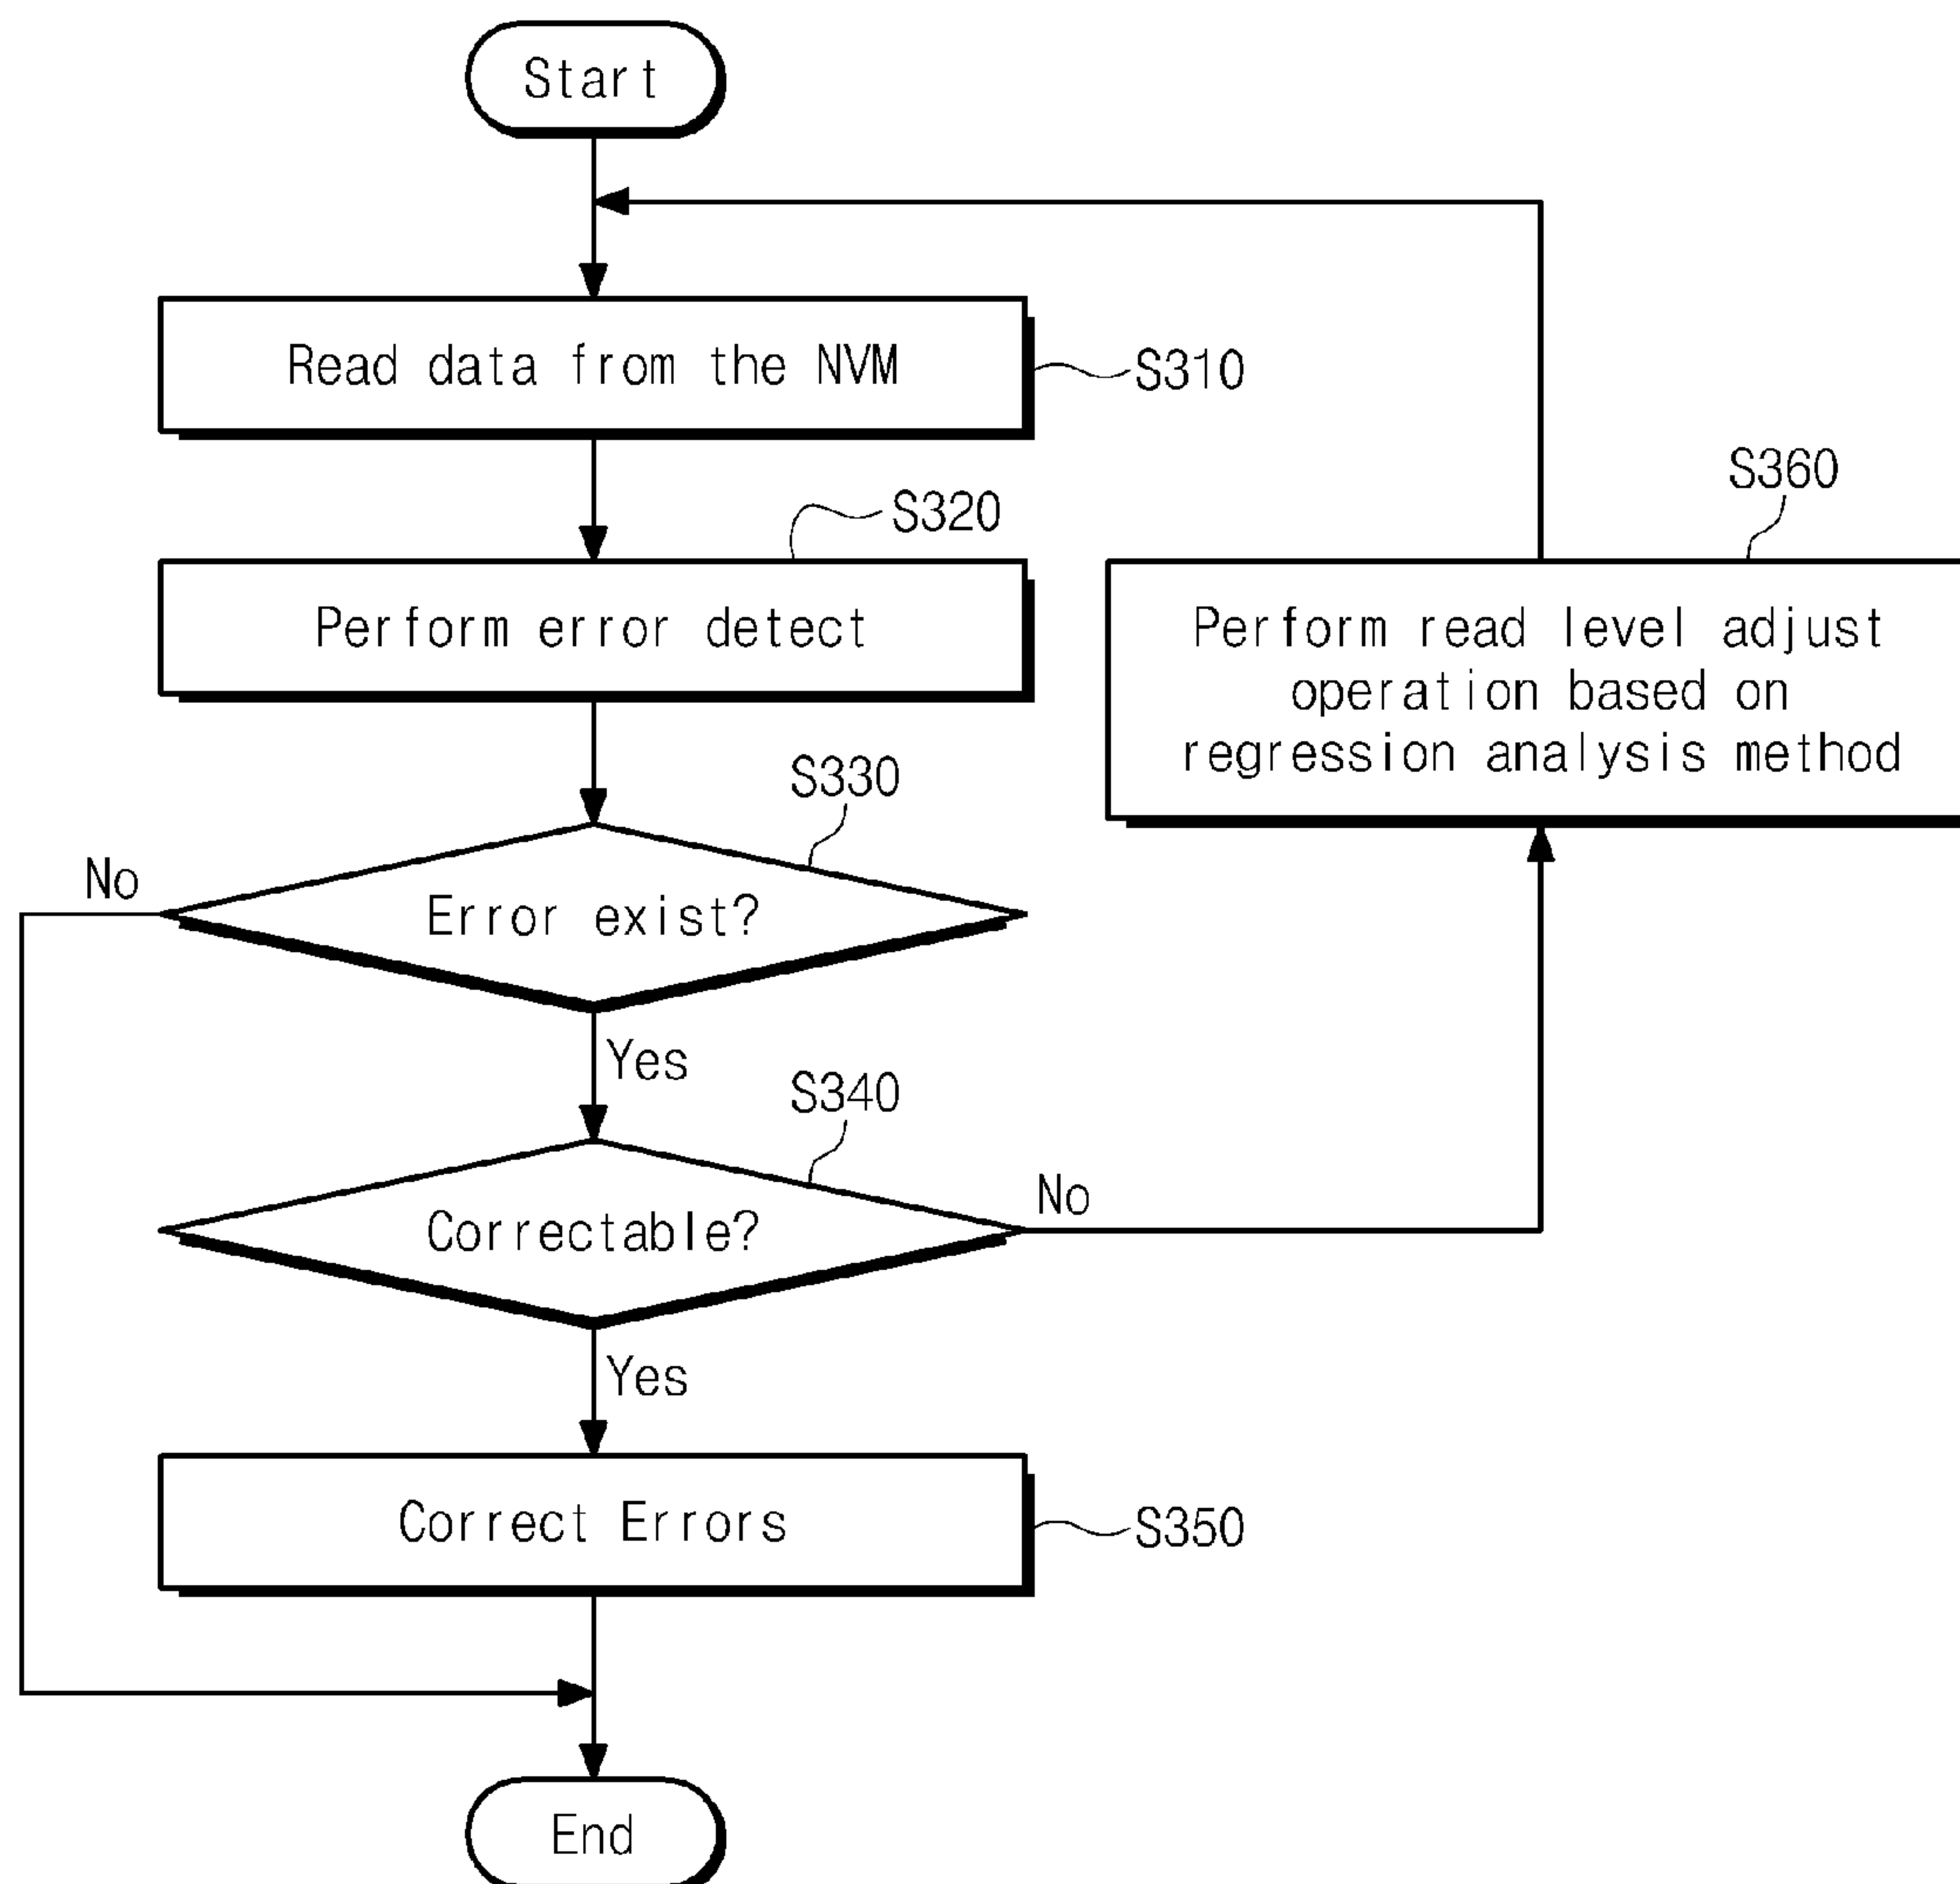 Start
Read data from the NVM
S310
S320
S360
Perform error detect
Perform read level adjust
operation based on
regression analysis method
S330
No
Error exist?
Yes
S340
No
Correctable?
Yes
Correct Errors
S350
End